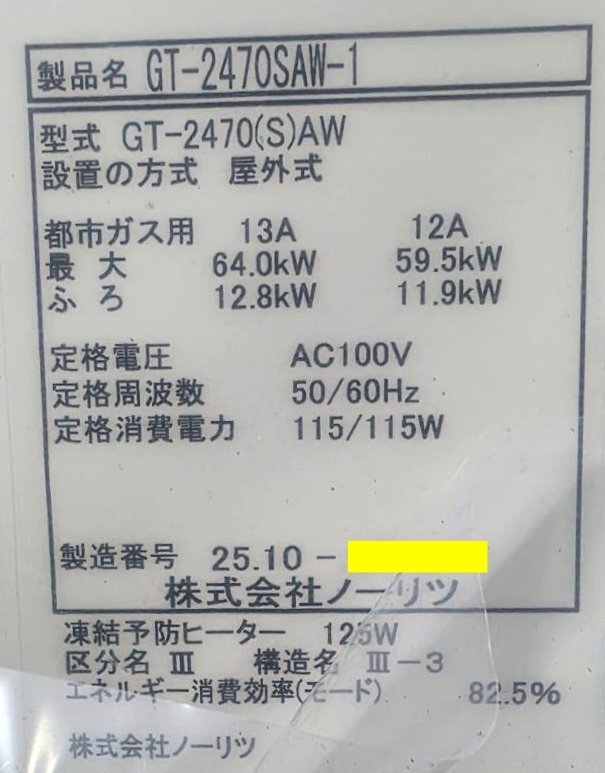 製品名 GT-2470SAW-1
型式 GT-2470(S)AW
設置の方式 屋外式
都市ガス用 13A 12A
最大 64.0kW 59.5kW
ふろ 12.8kW 11.9kW
定格電圧 AC100V
定格周波数 50/60Hz
定格消費電力 115/115W
製造番号 25.10 -
株式会社ノーリツ
凍結予防ヒーター 125W
区分名 Ⅲ 構造名 Ⅲ-3
エネルギー消費効率(モード) 82.5%
株式会社ノーリツ